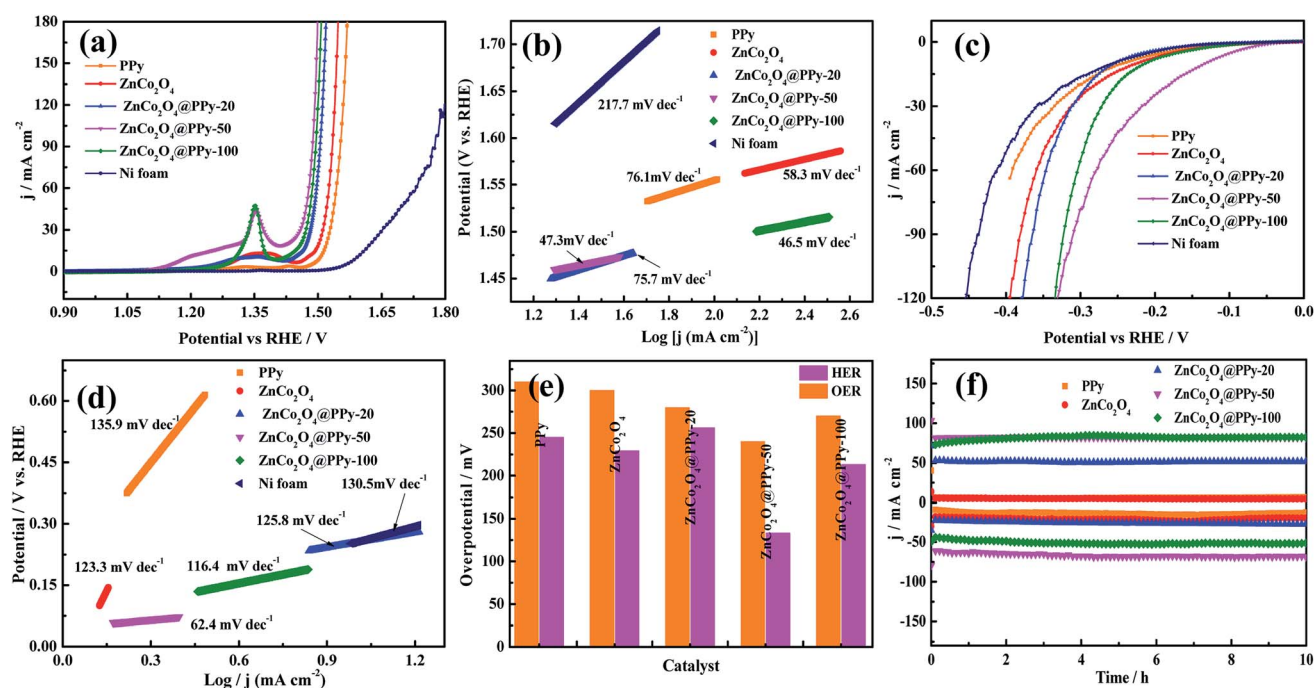 (a)
180
150
120
90
60
30
0
j / mA cm⁻²
PPy
ZnCo₂O₄
ZnCo₂O₄@PPy-20
ZnCo₂O₄@PPy-50
ZnCo₂O₄@PPy-100
Ni foam
0.90 1.05 1.20 1.35 1.50 1.65 1.80
Potential vs RHE / V
(b)
1.70
1.65
1.60
1.55
1.50
1.45
Potential (V vs. RHE)
PPy
ZnCo₂O₄
ZnCo₂O₄@PPy-20
ZnCo₂O₄@PPy-50
ZnCo₂O₄@PPy-100
Ni foam
217.7 mV dec⁻¹
76.1mV dec⁻¹
58.3 mV dec⁻¹
47.3mV dec⁻¹
46.5 mV dec⁻¹
75.7 mV dec⁻¹
1.2 1.4 1.6 1.8 2.0 2.2 2.4 2.6
Log [j (mA cm⁻²)]
(c)
0
-30
-60
-90
-120
j / mA cm⁻²
PPy
ZnCo₂O₄
ZnCo₂O₄@PPy-20
ZnCo₂O₄@PPy-50
ZnCo₂O₄@PPy-100
Ni foam
-0.5 -0.4 -0.3 -0.2 -0.1 0.0
Potential vs RHE / V
(d)
0.60
0.45
0.30
0.15
0.00
Potential / V vs. RHE
PPy
ZnCo₂O₄
ZnCo₂O₄@PPy-20
ZnCo₂O₄@PPy-50
ZnCo₂O₄@PPy-100
Ni foam
135.9 mV dec⁻¹
130.5mV dec⁻¹
125.8 mV dec⁻¹
123.3 mV dec⁻¹
116.4 mV dec⁻¹
62.4 mV dec⁻¹
0.0 0.3 0.6 0.9 1.2
Log / j (mA cm⁻²)
(e)
HER
OER
300
250
200
150
100
50
0
Overpotential / mV
PPy
ZnCo₂O₄
ZnCo₂O₄@PPy-20
ZnCo₂O₄@PPy-50
ZnCo₂O₄@PPy-100
Catalyst
(f)
150
100
50
0
-50
-100
-150
j / mA cm⁻²
PPy
ZnCo₂O₄
ZnCo₂O₄@PPy-20
ZnCo₂O₄@PPy-50
ZnCo₂O₄@PPy-100
0 2 4 6 8 10
Time / h